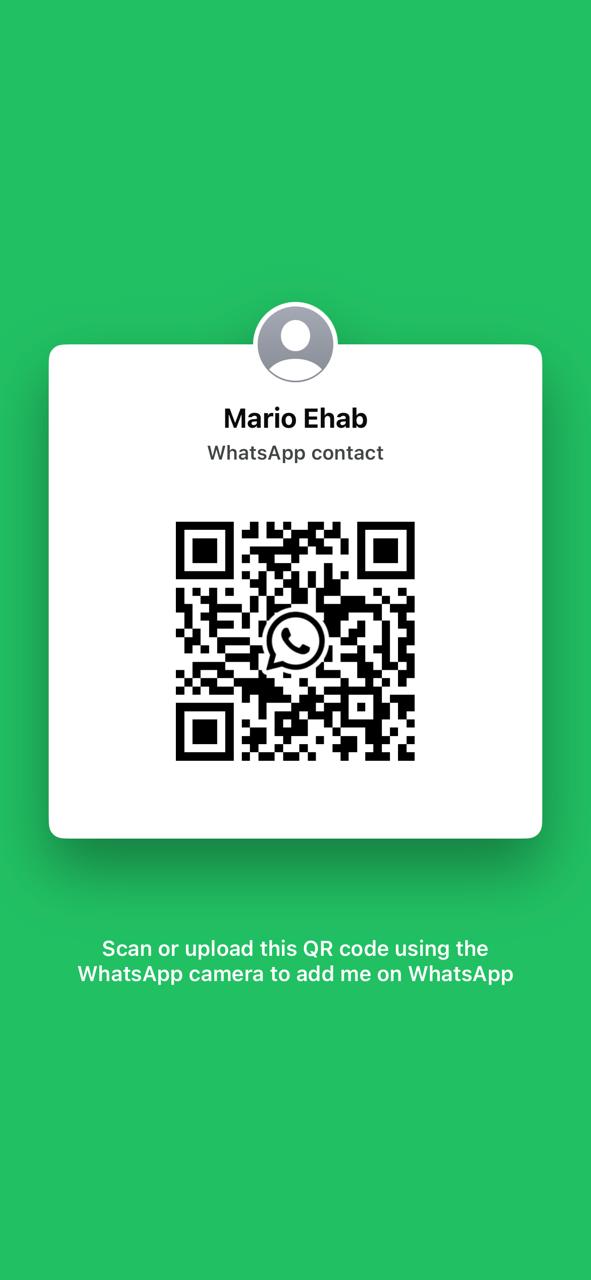 Mario Ehab
WhatsApp contact
Scan or upload this QR code using the
WhatsApp camera to add me on WhatsApp